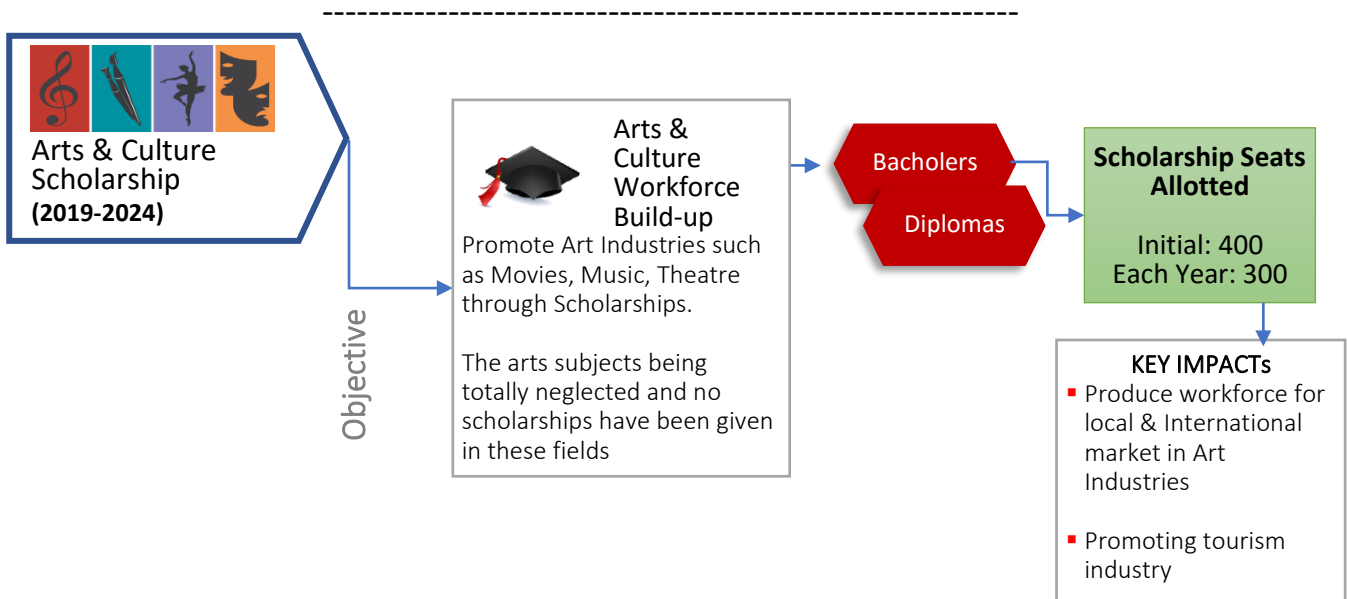 Arts & Culture
Scholarship
(2019-2024)
Objective
Arts &
Culture
Workforce
Build-up
Promote Art Industries such
as Movies, Music, Theatre
through Scholarships.
The arts subjects being
totally neglected and no
scholarships have been given
in these fields
Bacholers
Diplomas
Scholarship Seats
Allotted
Initial: 400
Each Year: 300
KEY IMPACTs
▪ Produce workforce for
local & International
market in Art
Industries
▪ Promoting tourism
industry